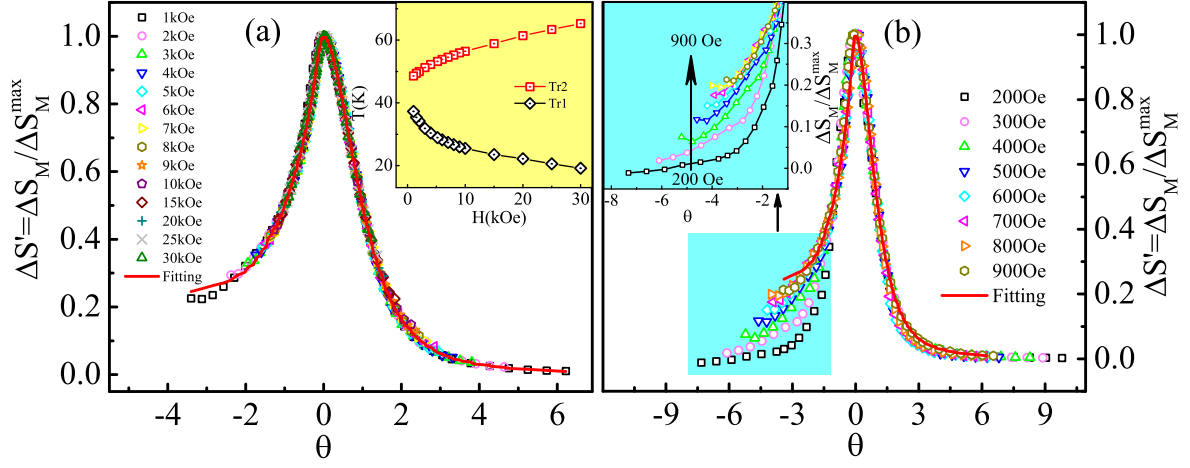 (a)
1kOe
2kOe
3kOe
4kOe
5kOe
6kOe
7kOe
8kOe
9kOe
10kOe
15kOe
20kOe
25kOe
30kOe
Fitting
ΔS'=ΔS_M/ΔS_M^max
1.0
0.8
0.6
0.4
0.2
0.0
-4 -2 0 2 4 6
θ
T(K)
60
40
20
Tr2
Tr1
0 5 10 15 20 25 30
H(kOe)
(b)
900 Oe
200 Oe
ΔS_M/ΔS_M^max
0.3
0.15
0.0
-8 -6 -4 -2
θ
200Oe
300Oe
400Oe
500Oe
600Oe
700Oe
800Oe
900Oe
Fitting
1.0
0.8
0.6
0.4
0.2
0.0
ΔS'=ΔS_M/ΔS_M^max
-9 -6 -3 0 3 6 9
θ